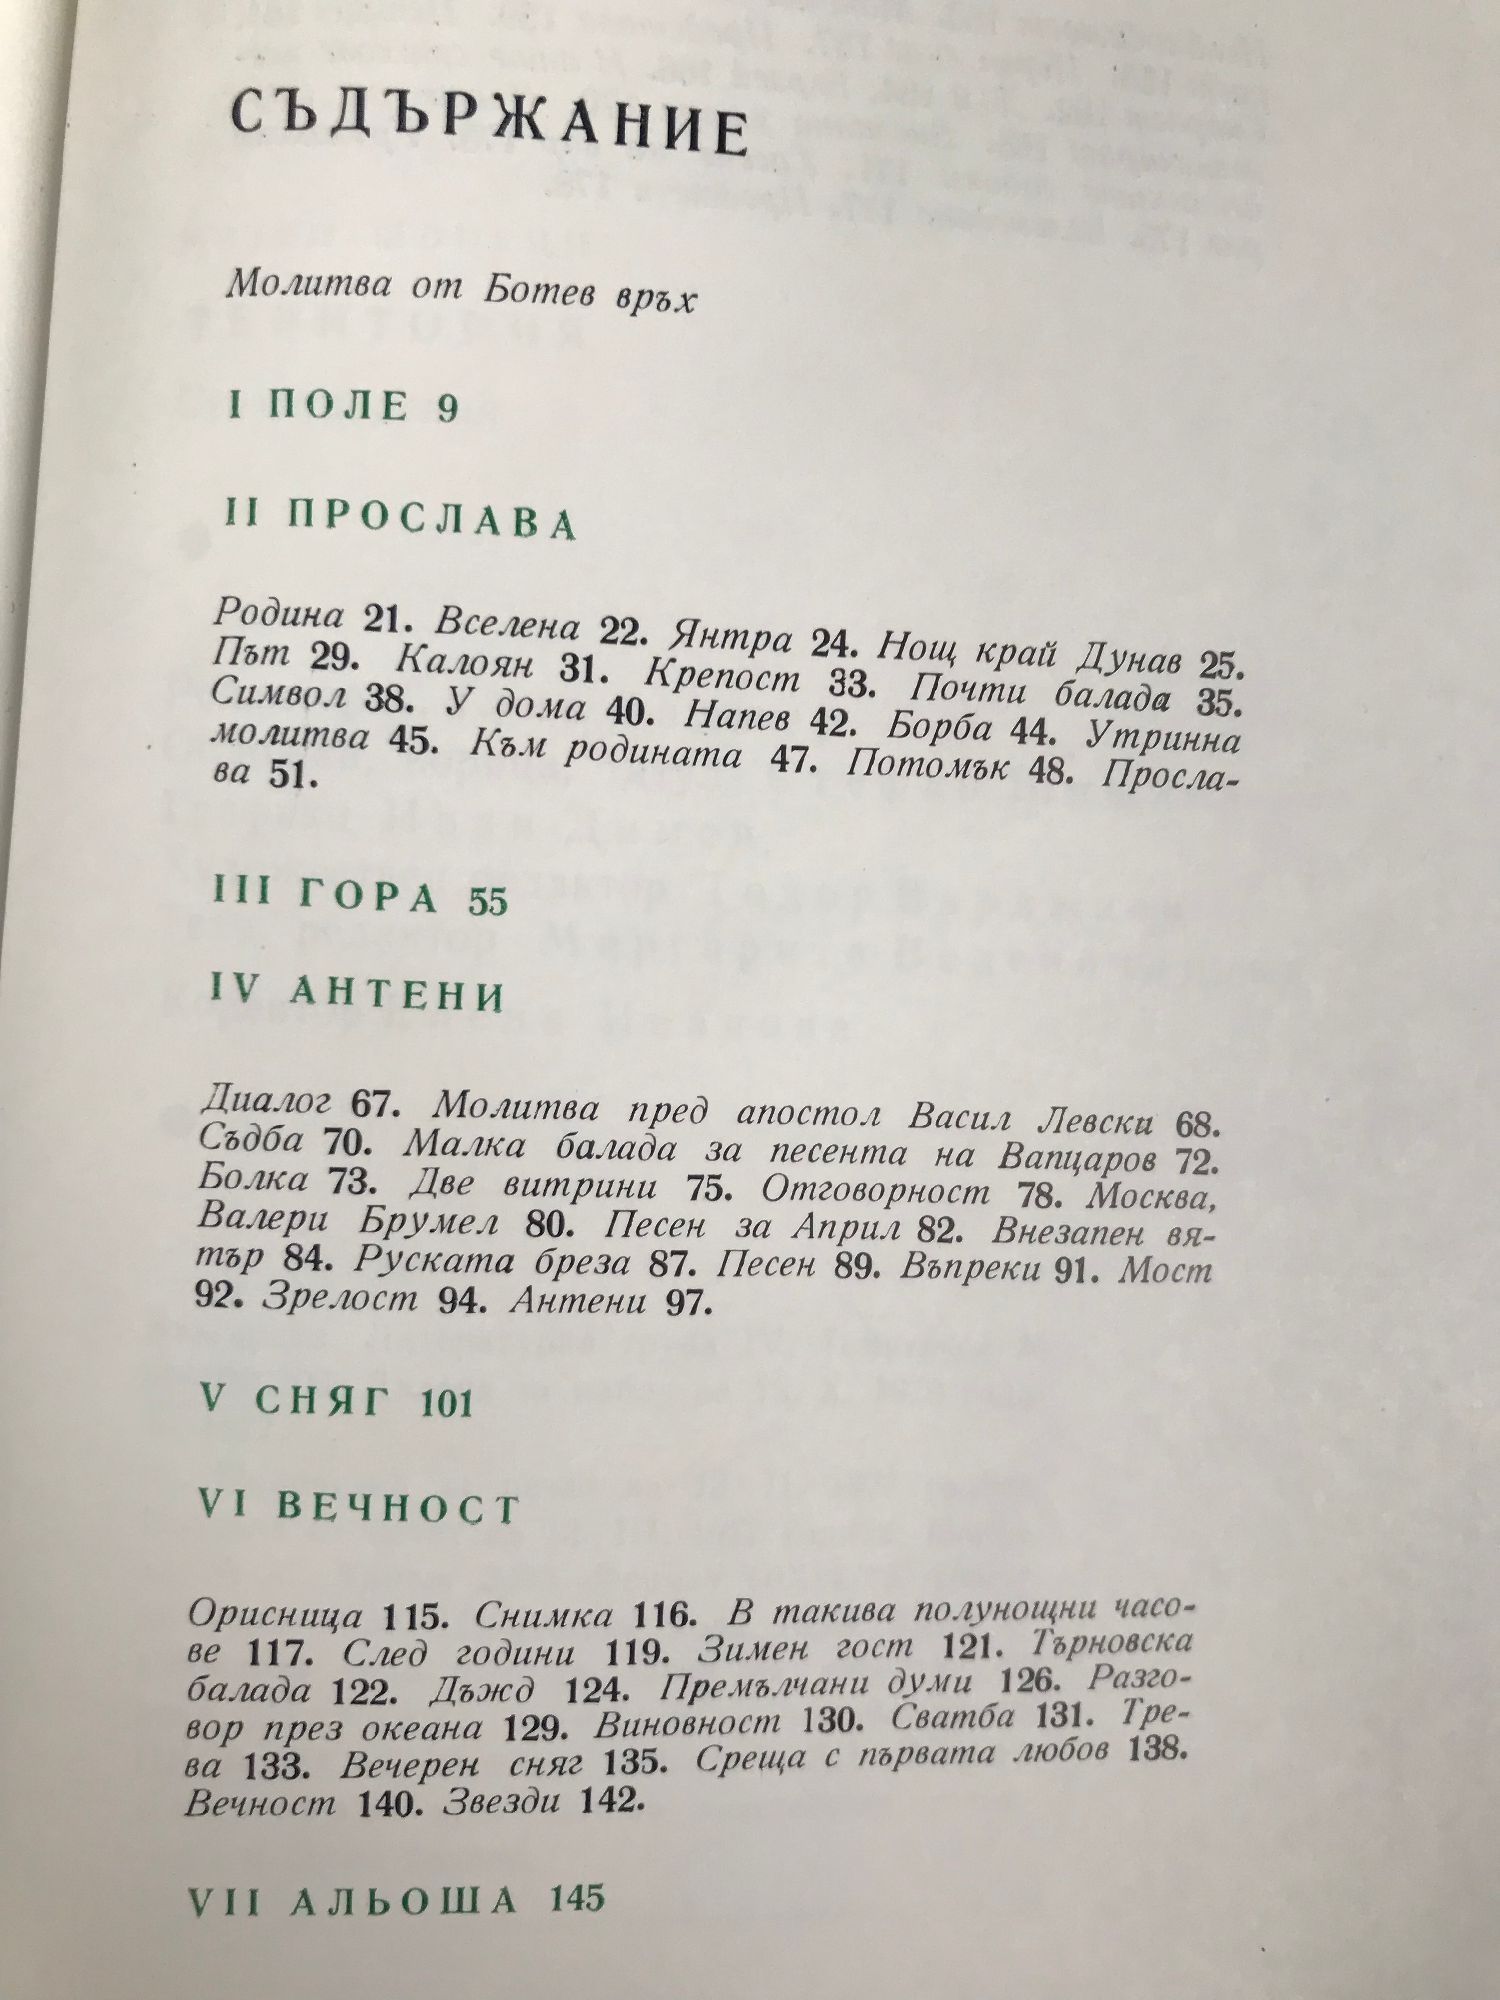 СЪДЪРЖАНИЕ
Молитва от Ботев връх
I ПОЛЕ 9
II ПРОСЛАВА
Родина 21. Вселена 22. Янтра 24. Нощ край Дунав 25.
Път 29. Калоян 31. Крепост 33. Почти балада 35.
Символ 38. У дома 40. Напев 42. Борба 44. Утринна
молитва 45. Към родината 47. Потомък 48. Просла-
ва 51.
III ГОРА 55
IV АНТЕНИ
Диалог 67. Молитва пред апостол Васил Левски 68.
Съдба 70. Малка балада за песента на Вапцаров 72.
Болка 73. Две витрини 75. Отговорност 78. Москва,
Валери Брумел 80. Песен за Април 82. Внезапен вя-
тър 84. Руската бреза 87. Песен 89. Въпреки 91. Мост
92. Зрелост 94. Антени 97.
V СНЯГ 101
VI ВЕЧНОСТ
Орисница 115. Снимка 116. В такива полунощни часо-
ве 117. След години 119. Зимен гост 121. Търновска
балада 122. Дъжд 124. Премълчани думи 126. Разго-
вор през океана 129. Виновност 130. Сватба 131. Тре-
ва 133. Вечерен сняг 135. Среща с първата любов 138.
Вечност 140. Звезди 142.
VII АЛЬОША 145